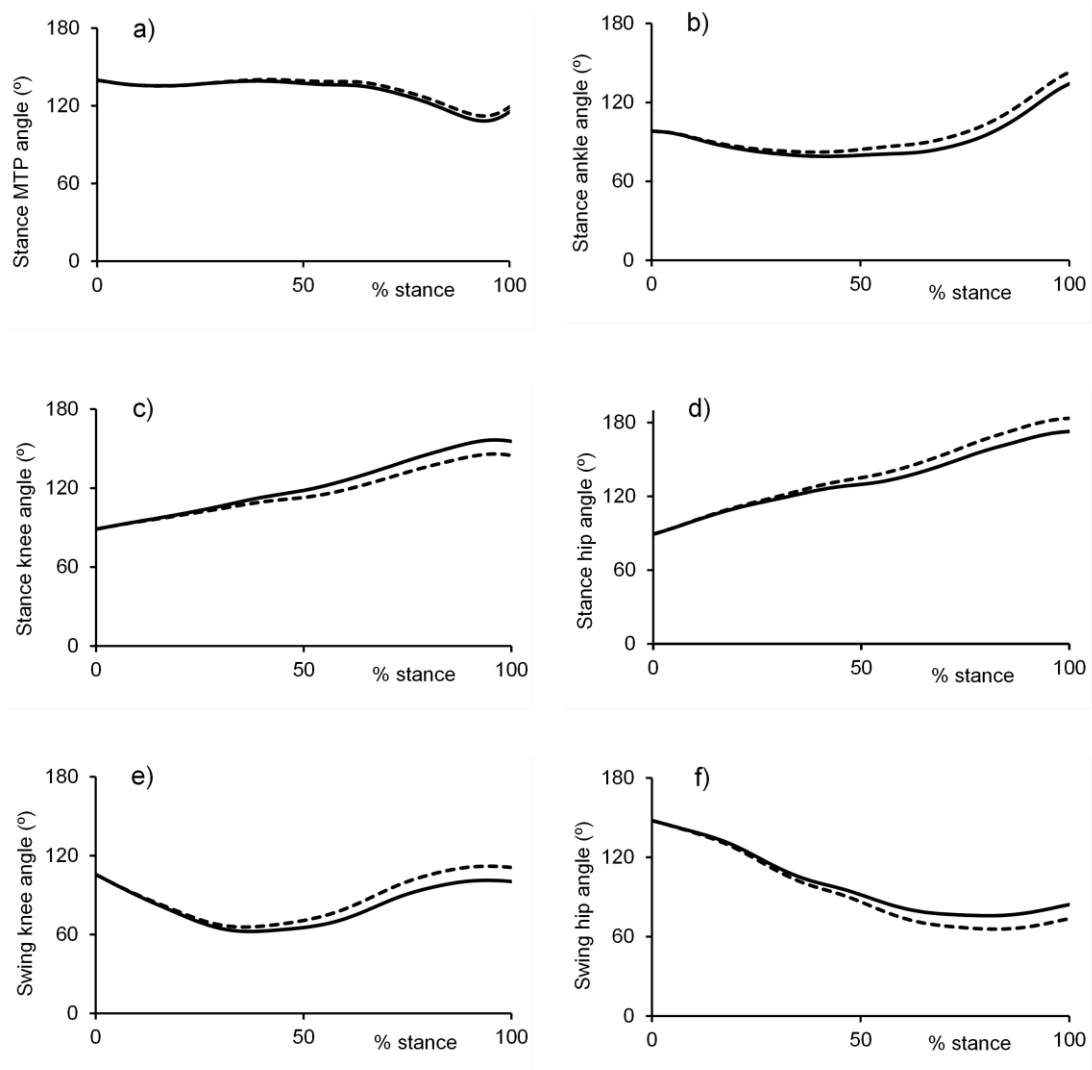 a)
Stance MTP angle (º)
180
120
60
0
0
50
% stance
100
b)
Stance ankle angle (º)
180
120
60
0
0
50
% stance
100
c)
Stance knee angle (º)
180
120
60
0
0
50
% stance
100
d)
Stance hip angle (º)
180
120
60
0
0
50
% stance
100
e)
Swing knee angle (º)
180
120
60
0
0
50
% stance
100
f)
Swing hip angle (º)
180
120
60
0
0
50
% stance
100